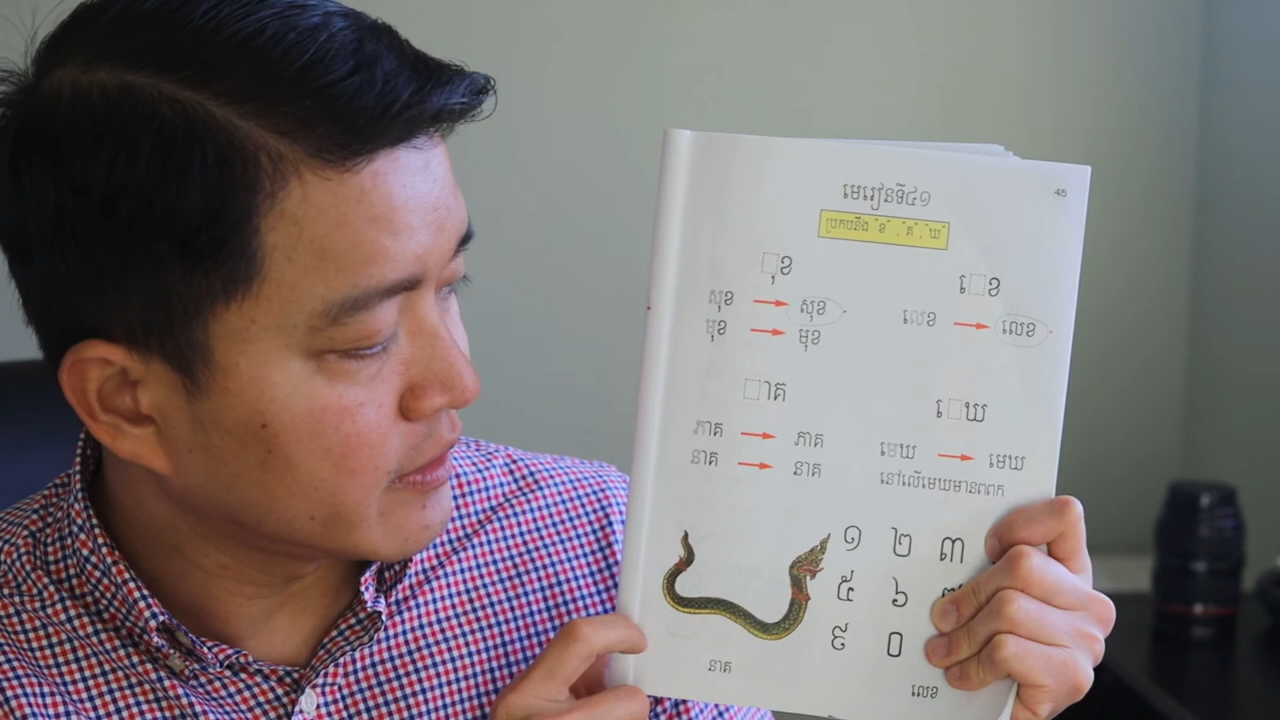 45
មេរៀនទី៤១
ប្រកបនឹង "ខ" , "គ" , "ឃ"
ុខ
េខ
សុខ → សុខ
លេខ → លេខ
មុខ → មុខ
ាគ
េឃ
ភាគ → ភាគ
មេឃ → មេឃ
នាគ → នាគ
នៅលើមេឃមានពពក
១ ២ ៣
៥ ៦
៩ ០
នាគ
លេខ